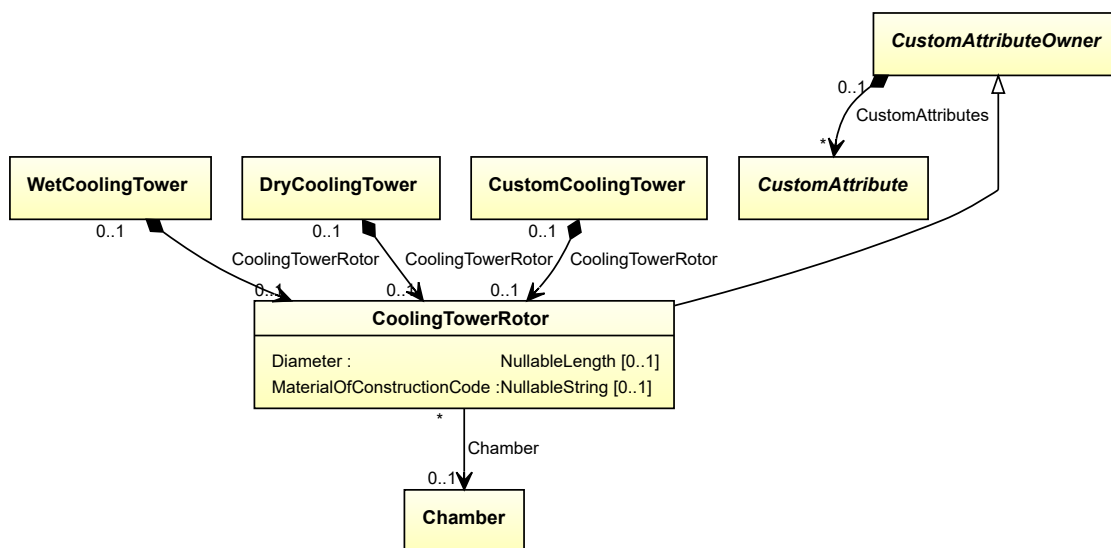 CustomAttributeOwner
0..1
CustomAttributes
*
WetCoolingTower
DryCoolingTower
CustomCoolingTower
CustomAttribute
0..1
0..1
0..1
CoolingTowerRotor
CoolingTowerRotor
CoolingTowerRotor
0..1
0..1
0..1
CoolingTowerRotor
Diameter : NullableLength [0..1]
MaterialOfConstructionCode :NullableString [0..1]
*
Chamber
0..1
Chamber